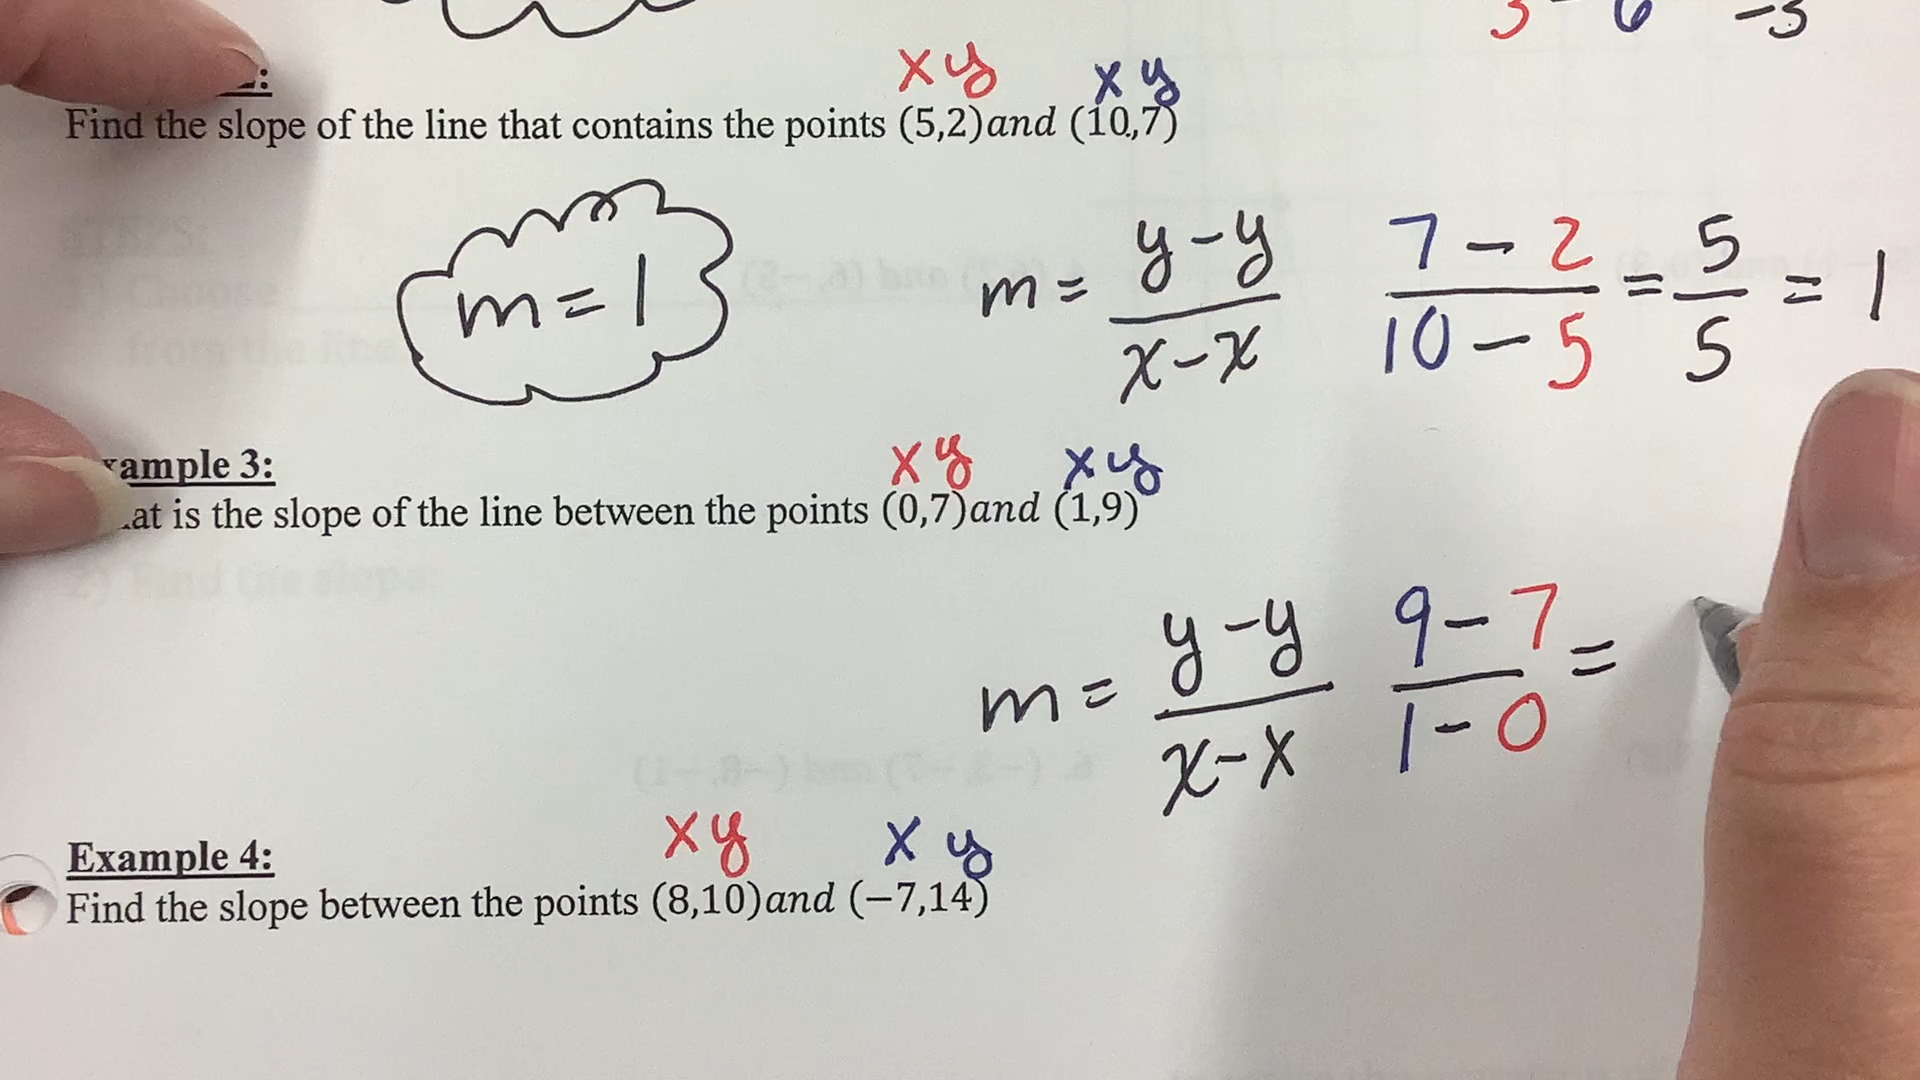 3 - 6 -3
x y x y
2:
Find the slope of the line that contains the points (5,2)and (10,7)
m = 1
m = y-y / x-x 7-2 / 10-5 = 5/5 = 1
x y x y
ample 3:
at is the slope of the line between the points (0,7)and (1,9)
m = y-y / x-x 9-7 / 1-0 =
x y x y
Example 4:
Find the slope between the points (8,10)and (−7,14)